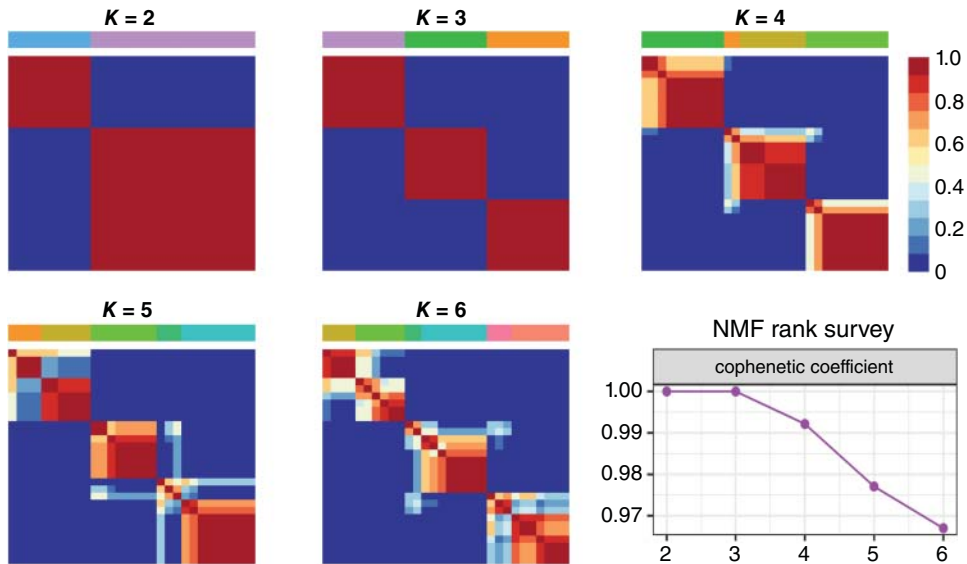 K = 2
K = 3
K = 4
1.0
0.8
0.6
0.4
0.2
0
K = 5
K = 6
NMF rank survey
cophenetic coefficient
1.00
0.99
0.98
0.97
2 3 4 5 6